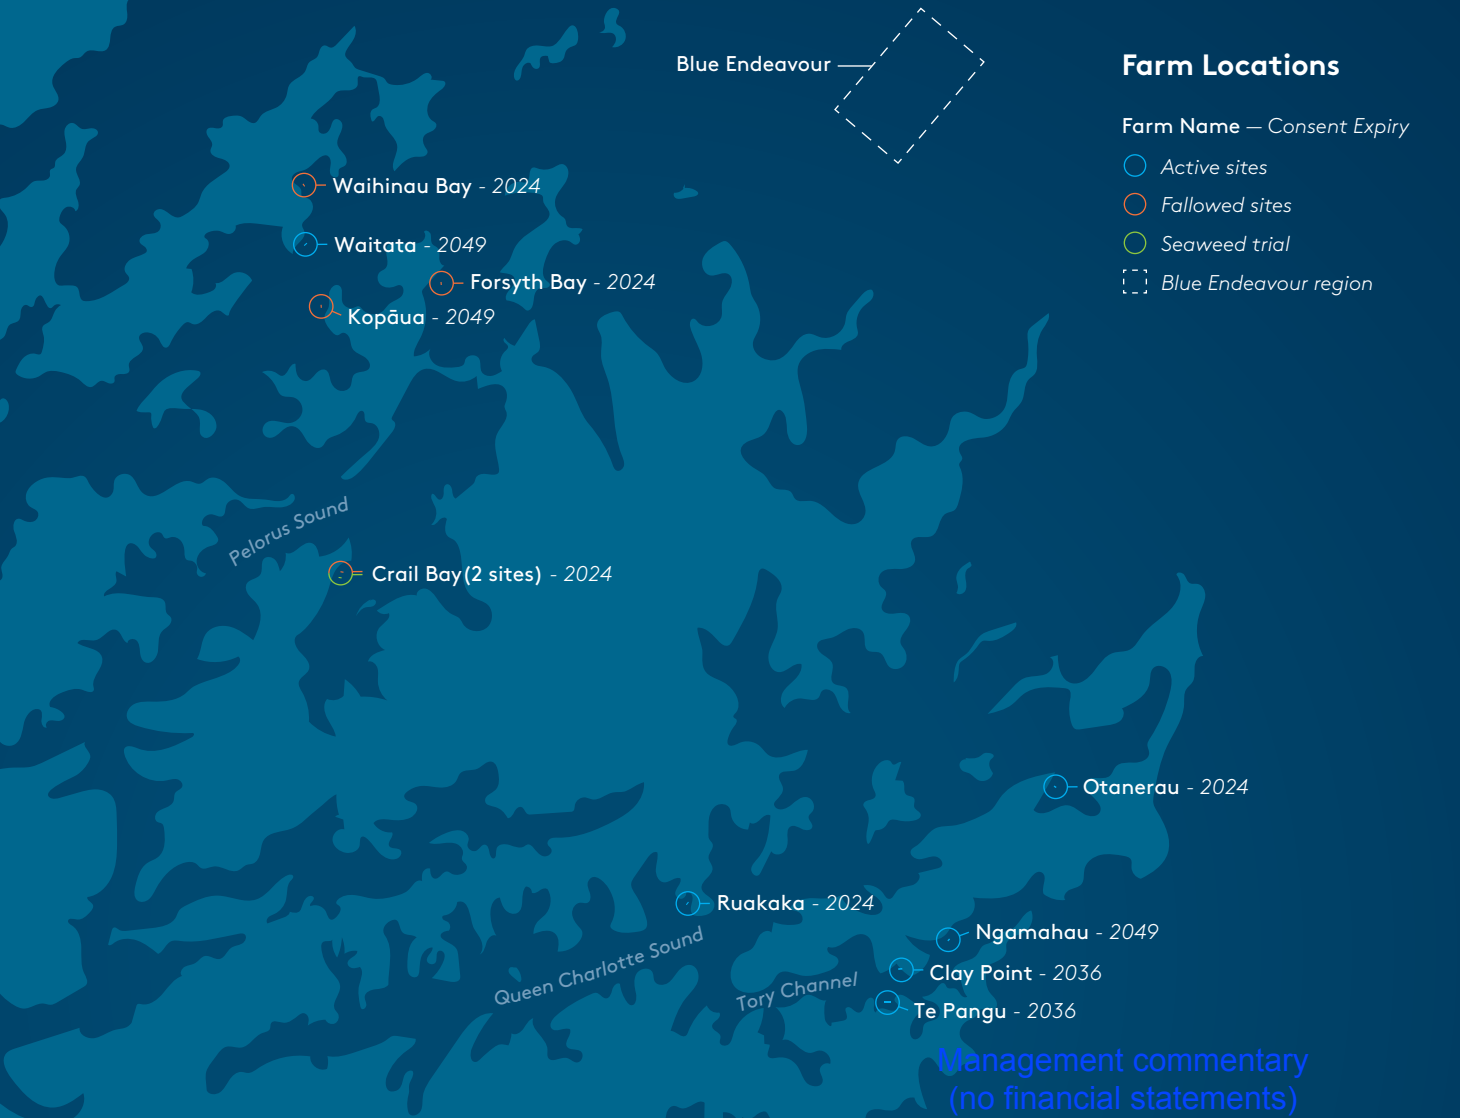 Blue Endeavour
Farm Locations
Farm Name — Consent Expiry
Active sites
Fallowed sites
Seaweed trial
Blue Endeavour region
Waihinau Bay - 2024
Waitata - 2049
Forsyth Bay - 2024
Kopāua - 2049
Pelorus Sound
Crail Bay(2 sites) - 2024
Otanerau - 2024
Ruakaka - 2024
Ngamahau - 2049
Queen Charlotte Sound
Clay Point - 2036
Tory Channel
Te Pangu - 2036
Management commentary
(no financial statements)